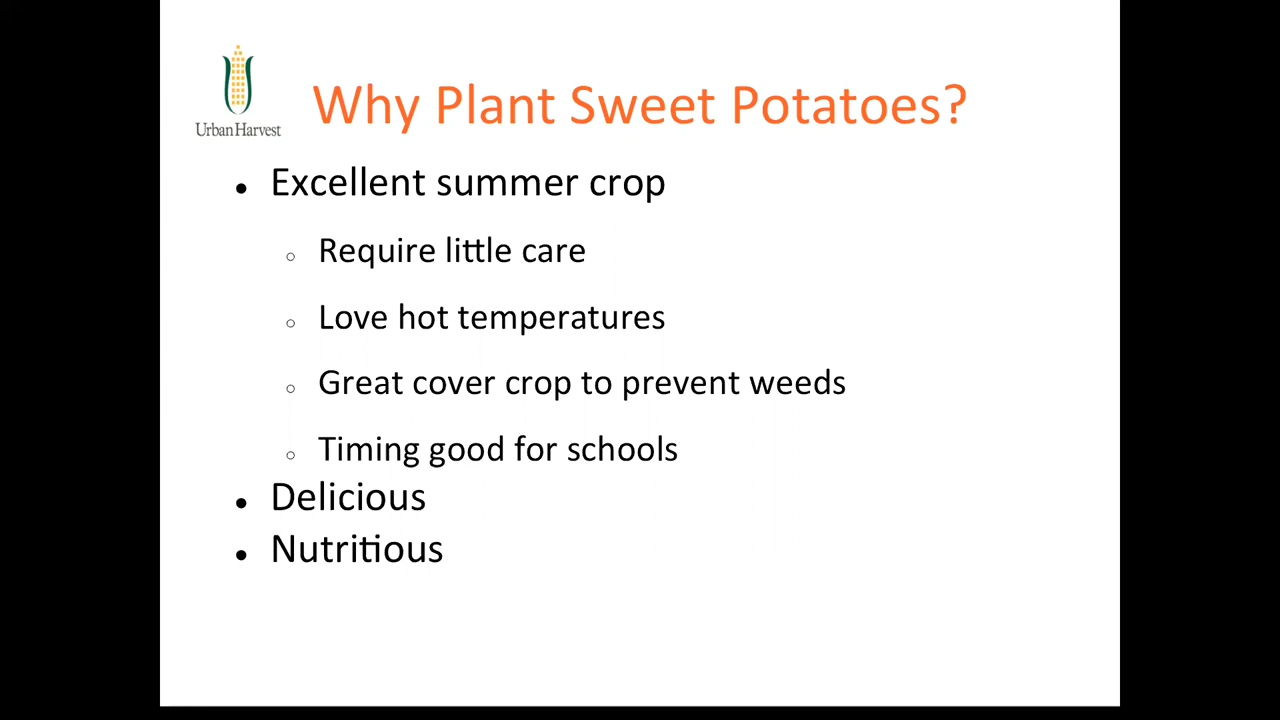 Urban Harvest
Why Plant Sweet Potatoes?
● Excellent summer crop
○ Require little care
○ Love hot temperatures
○ Great cover crop to prevent weeds
○ Timing good for schools
● Delicious
● Nutritious